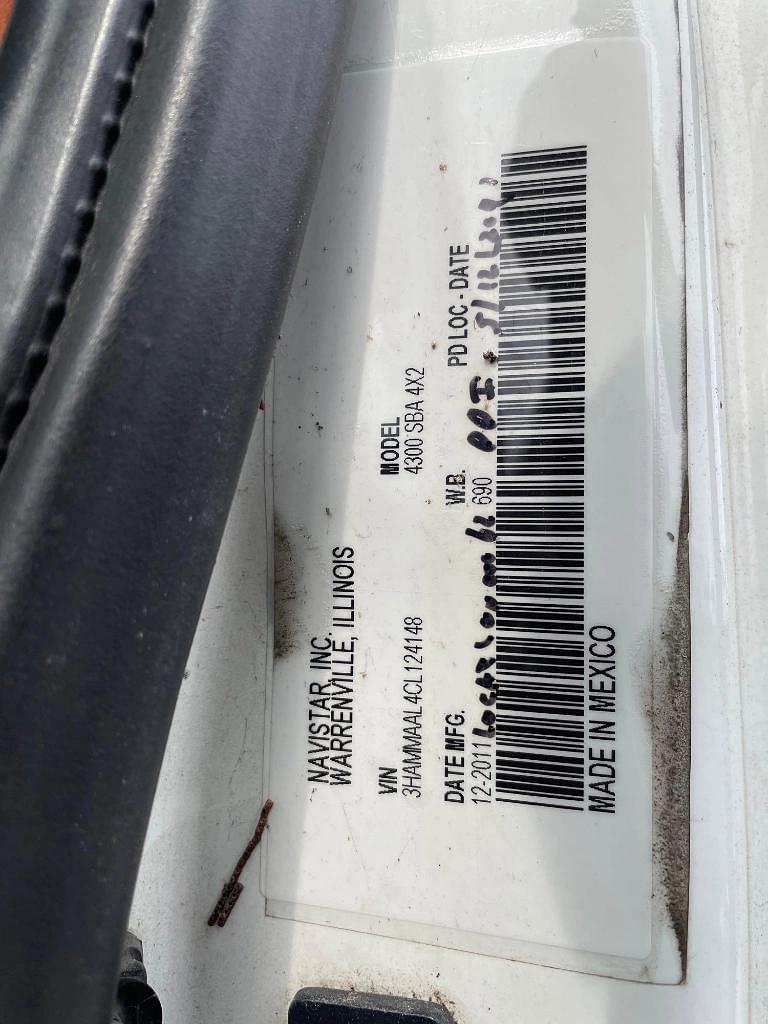 NAVISTAR, INC.
WARRENVILLE, ILLINOIS
VIN MODEL
3HAMMAAL4CL124148 4300 SBA 4X2
DATE MFG. W.B. PD LOC - DATE
12-2011 690
MADE IN MEXICO